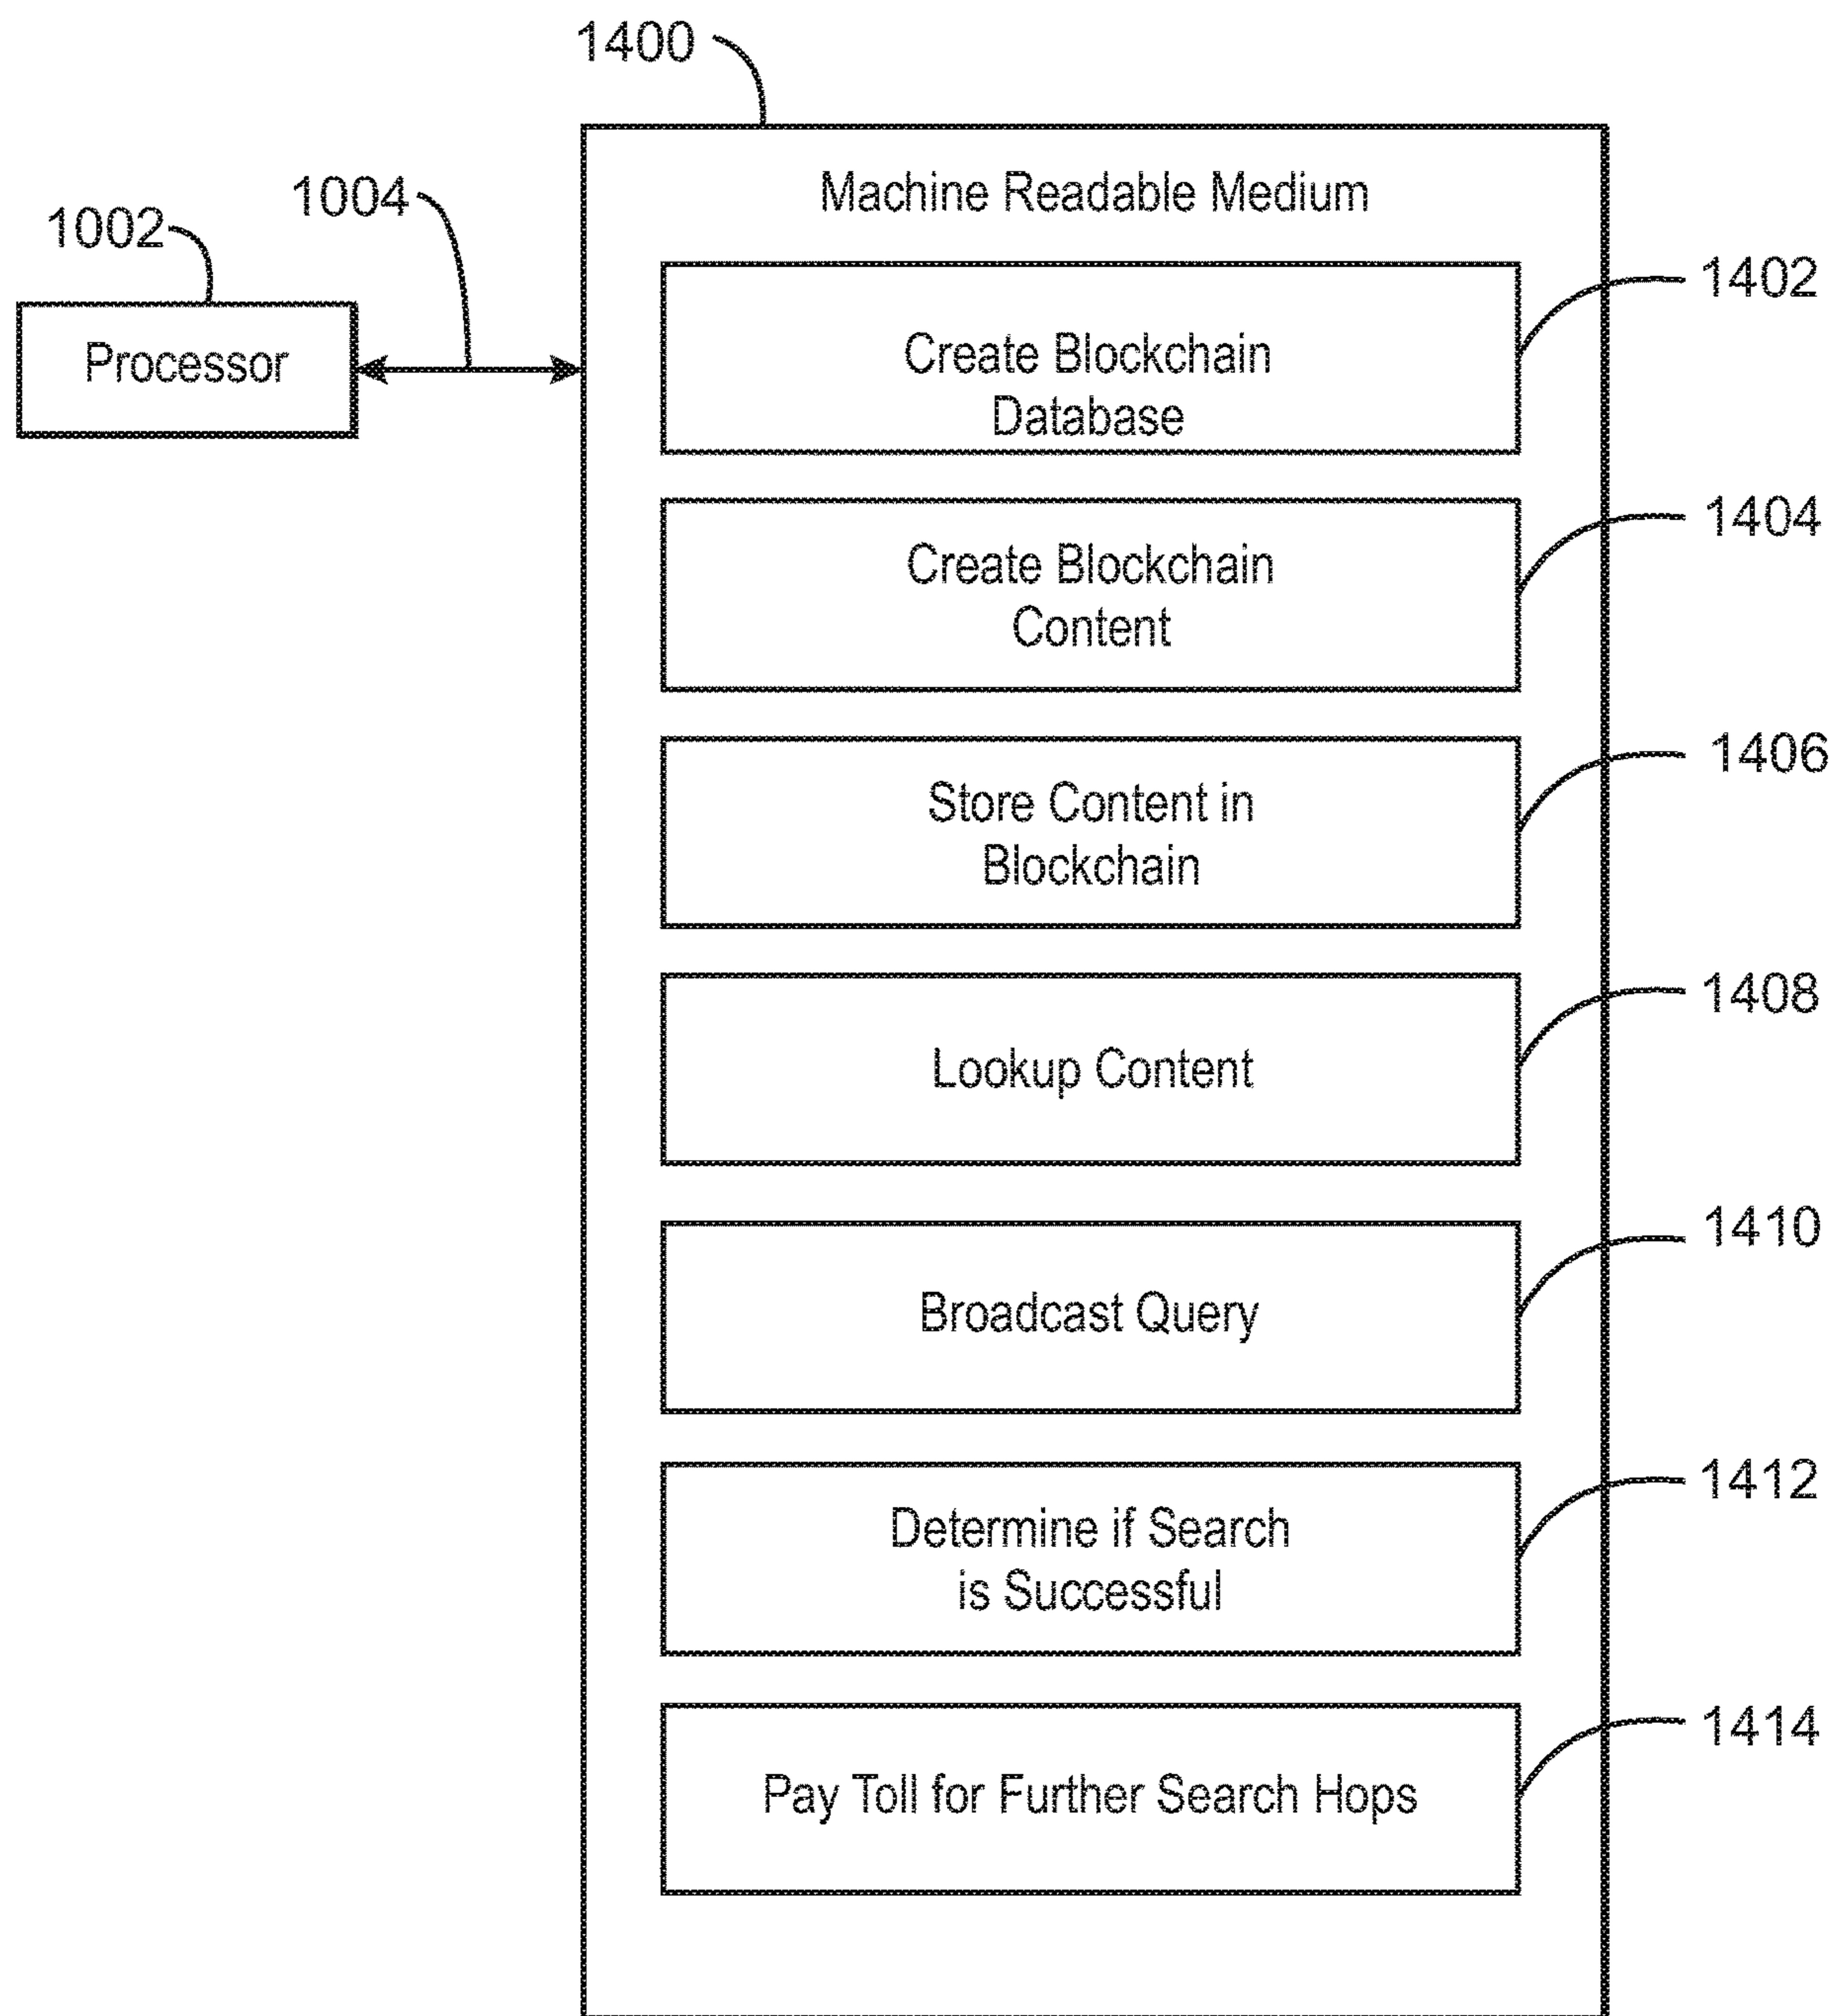 1400
Machine Readable Medium
1004
1002
Processor
1402
Create Blockchain
Database
1404
Create Blockchain
Content
1406
Store Content in
Blockchain
1408
Lookup Content
1410
Broadcast Query
1412
Determine if Search
is Successful
1414
Pay Toll for Further Search Hops